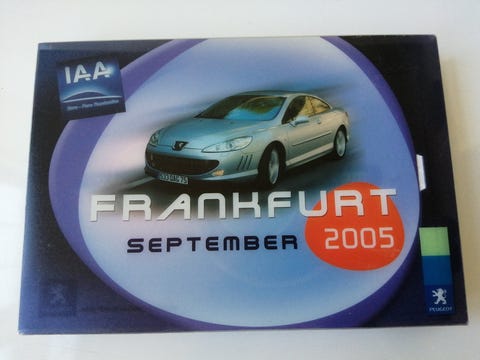 IAA
FRANKFURT
SEPTEMBER 2005
PEUGEOT